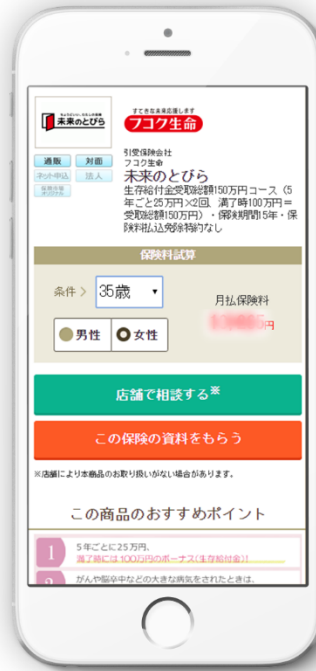 未来のとびら
すてきな未来応援します
フコク生命
通販
対面
ネット申込
法人
引受保険会社
フコク生命
未来のとびら
生存給付金受取総額150万円コース（5
年ごと25万円×2回、満了時100万円＝
受取総額150万円）・保険期間15年・保
険料払込免除特約なし
保険料試算
条件 >
35歳
月払保険料
円
男性
女性
店舗で相談する※
この保険の資料をもらう
※店舗により本商品のお取り扱いがない場合があります。
この商品のおすすめポイント
1
5年ごとに25万円、
満了時には100万円のボーナス(生存給付金)!
2
がんや脳卒中などの大きな病気をされたときは、